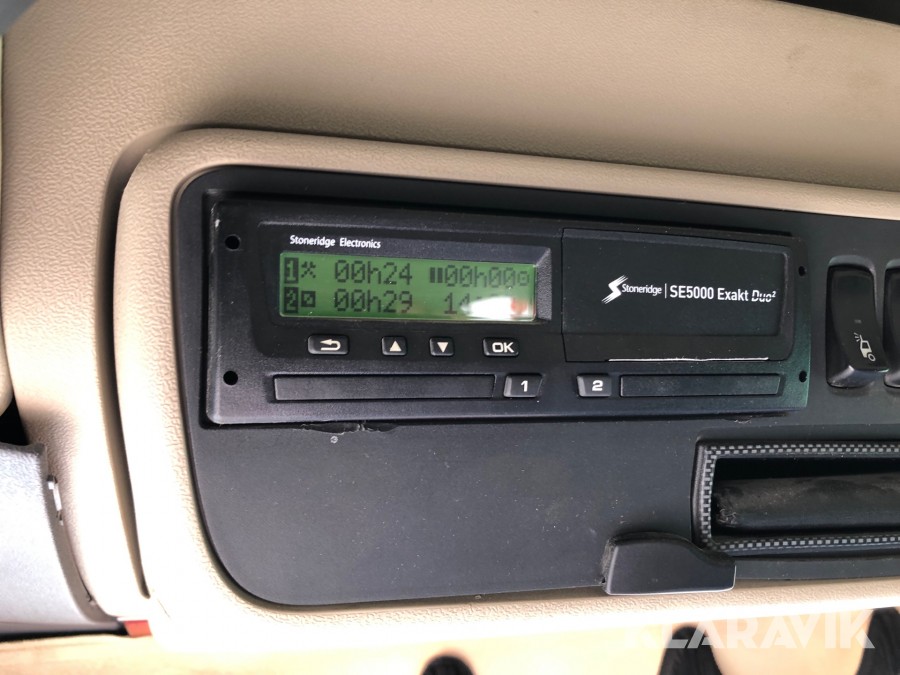 Stoneridge Electronics
1 00h24 00h00
2 00h29
OK
1
2
Stoneridge | SE5000 Exakt Duo²
KLARAVIK